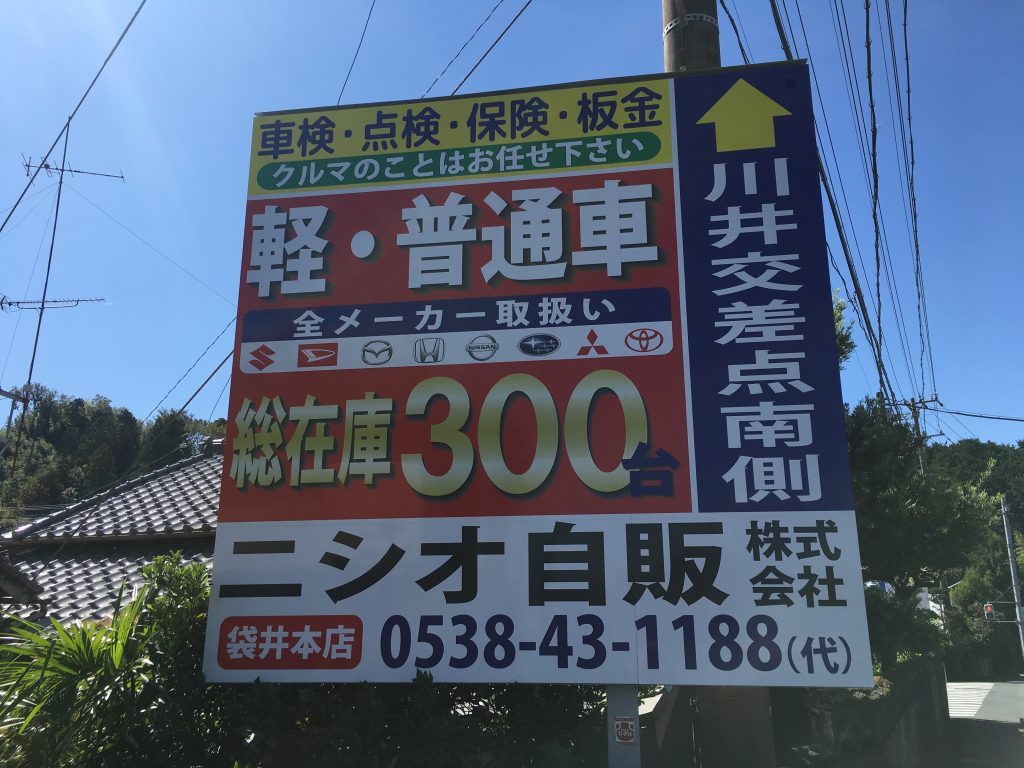 車検・点検・保険・板金
クルマのことはお任せ下さい
軽・普通車
全メーカー取扱い
NISSAN
総在庫300台
川井交差点南側
ニシオ自販 株式会社
袋井本店 0538-43-1188(代)